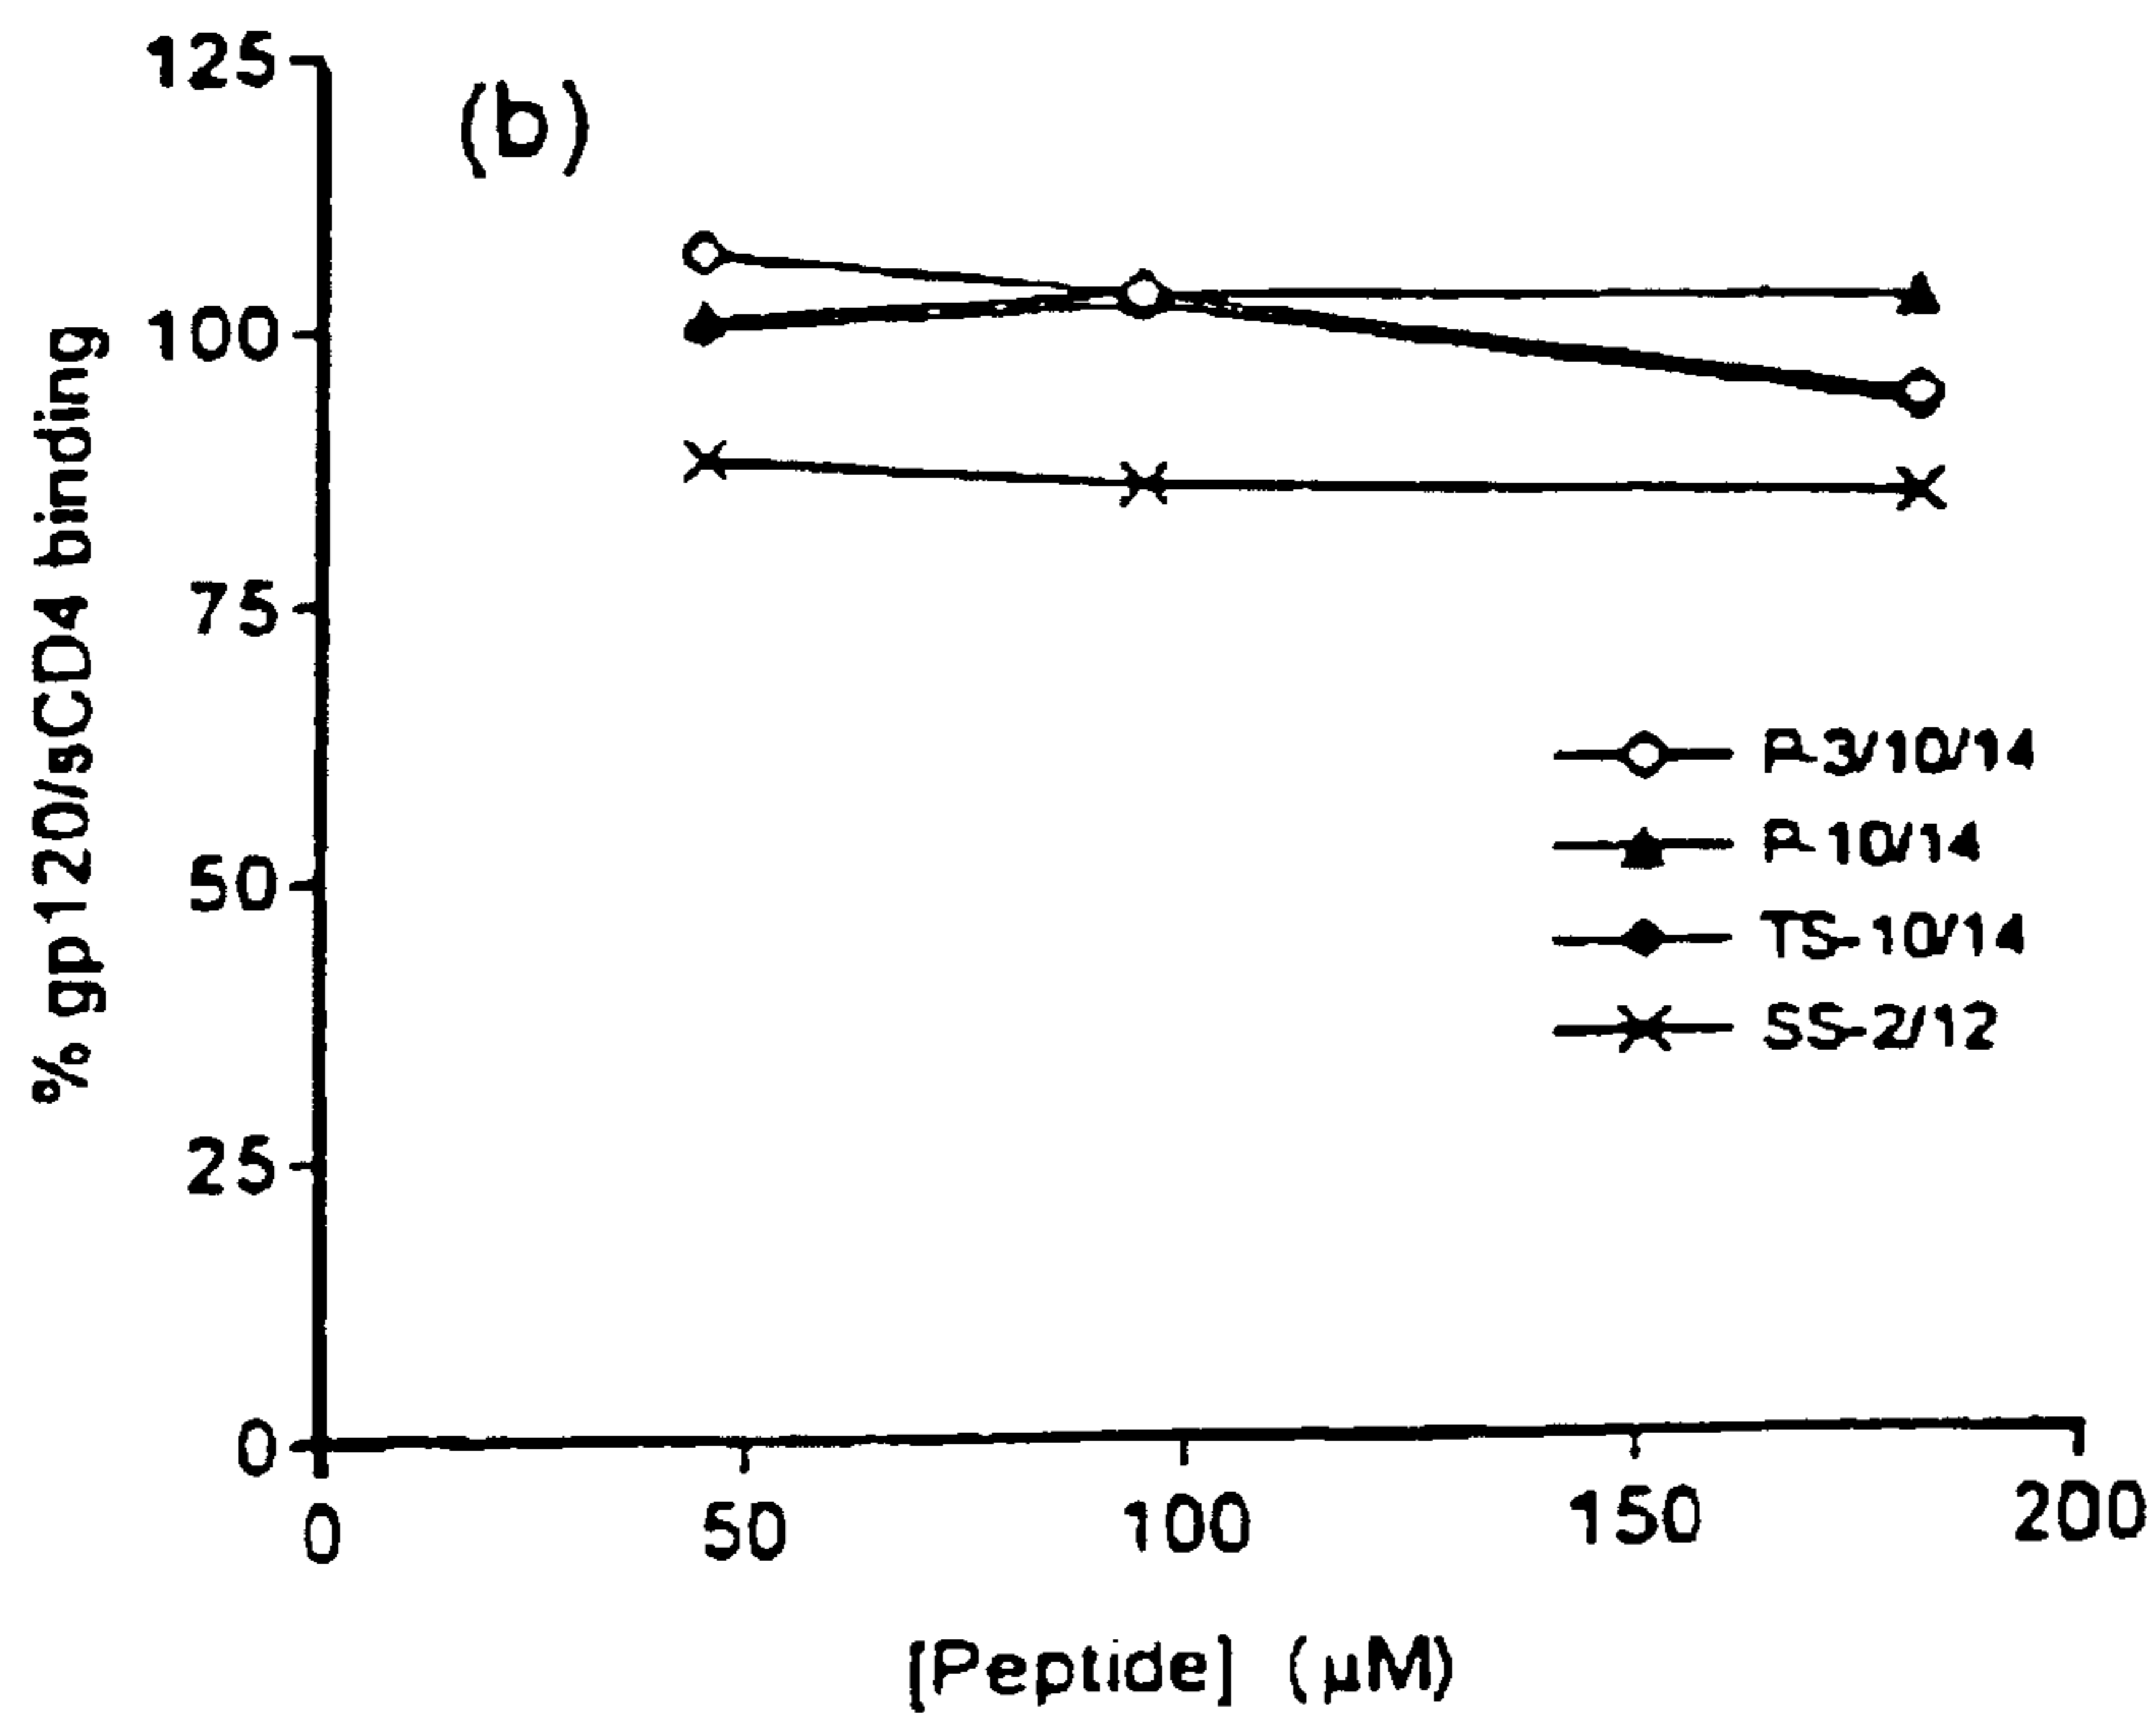 (b)
% gp120/sCD4 binding
125
100
75
50
25
0
0 50 100 150 200
[Peptide] (μM)
P-3/10/14
P-10/14
TS-10/14
SS-2/12